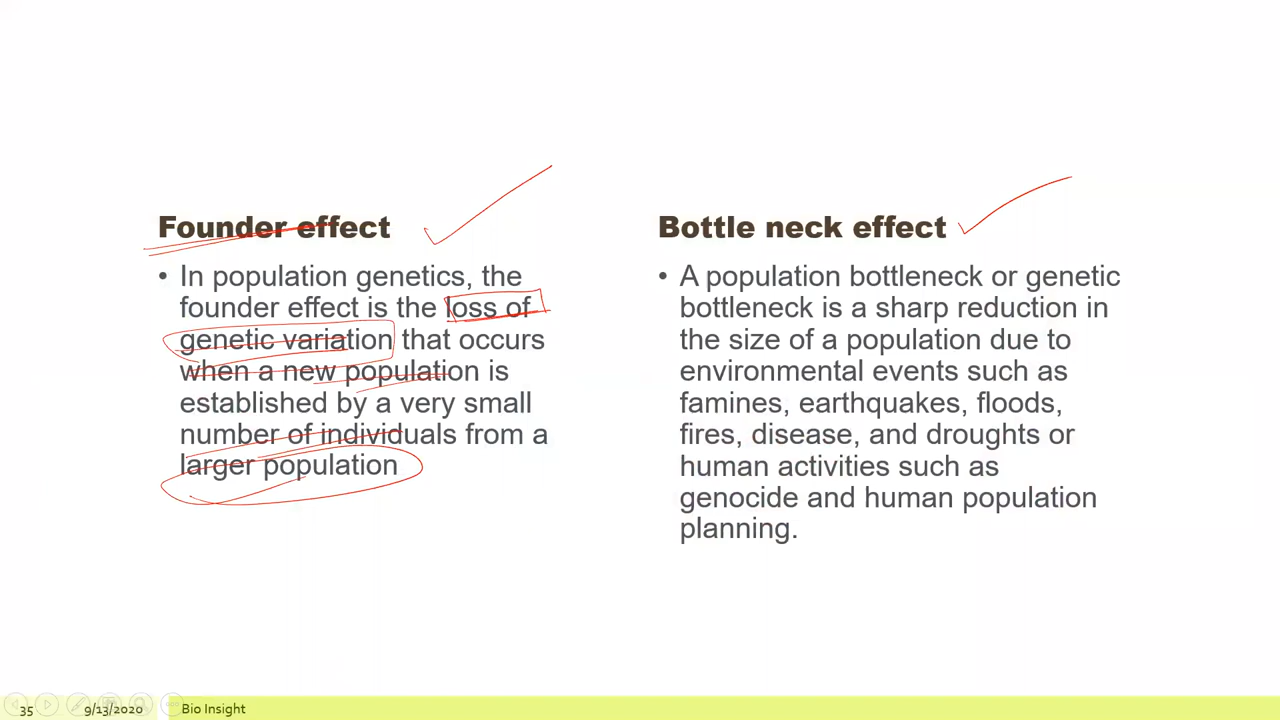 Founder effect
• In population genetics, the
founder effect is the loss of
genetic variation that occurs
when a new population is
established by a very small
number of individuals from a
larger population
Bottle neck effect
• A population bottleneck or genetic
bottleneck is a sharp reduction in
the size of a population due to
environmental events such as
famines, earthquakes, floods,
fires, disease, and droughts or
human activities such as
genocide and human population
planning.
35 9/13/2020 Bio Insight